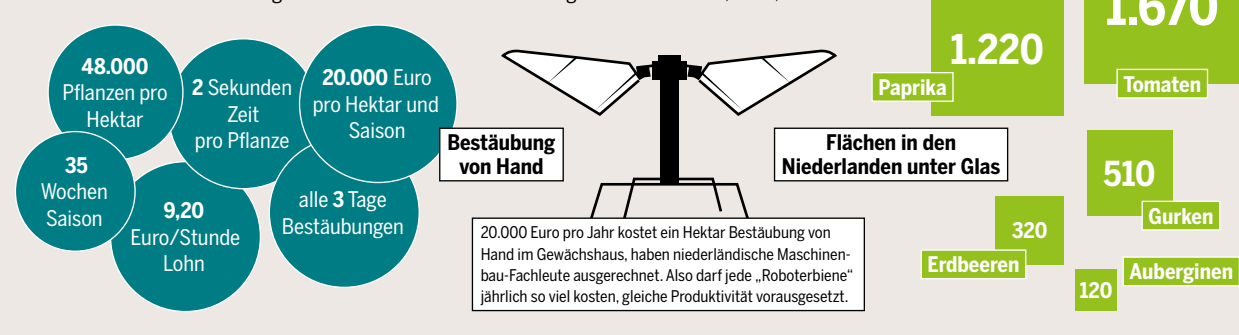 48.000
Pflanzen pro
Hektar
2 Sekunden
Zeit
pro Pflanze
20.000 Euro
pro Hektar und
Saison
35
Wochen
Saison
9,20
Euro/Stunde
Lohn
alle 3 Tage
Bestäubungen
Bestäubung
von Hand
20.000 Euro pro Jahr kostet ein Hektar Bestäubung von
Hand im Gewächshaus, haben niederländische Maschinen-
bau-Fachleute ausgerechnet. Also darf jede „Roboterbiene“
jährlich so viel kosten, gleiche Produktivität vorausgesetzt.
Flächen in den
Niederlanden unter Glas
1.220
Paprika
1.670
Tomaten
510
Gurken
320
Erdbeeren
120
Auberginen